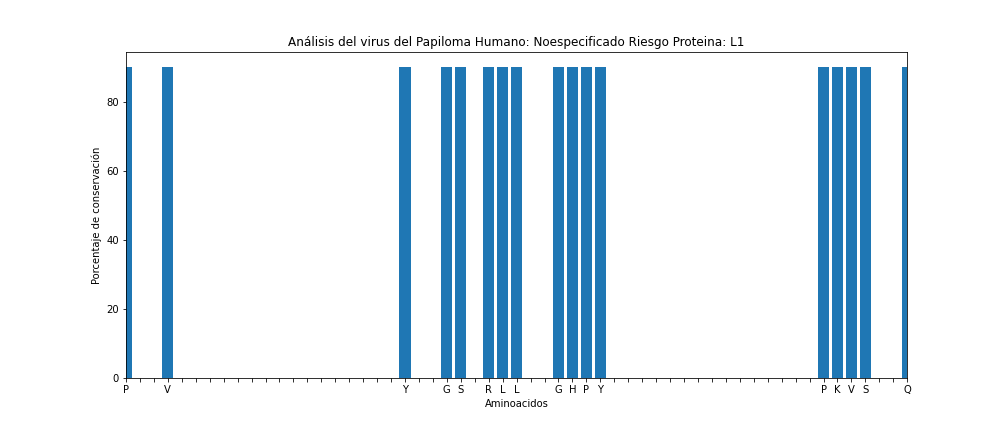 Análisis del virus del Papiloma Humano: Noespecificado Riesgo Proteina: L1
Porcentaje de conservación
80
60
40
20
0
P V Y G S R L L G H P Y P K V S Q
Aminoacidos